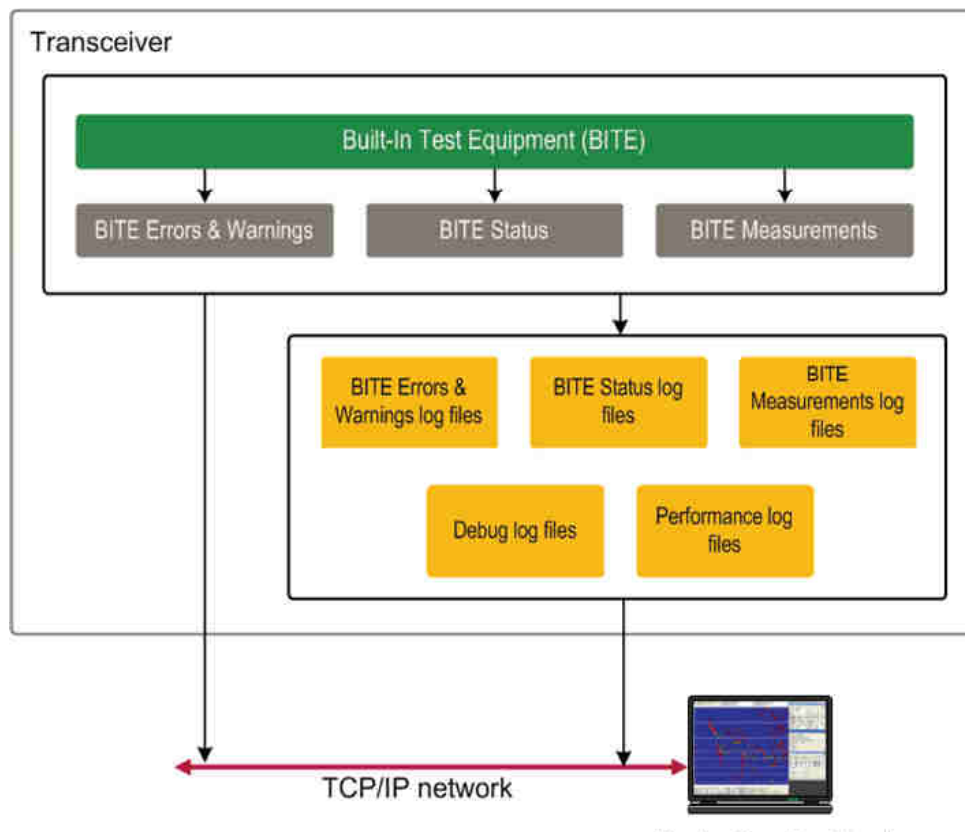 Transceiver
Built-In Test Equipment (BITE)
BITE Errors & Warnings
BITE Status
BITE Measurements
BITE Errors &
Warnings log files
BITE Status log
files
BITE
Measurements log
files
Debug log files
Performance log
files
TCP/IP network